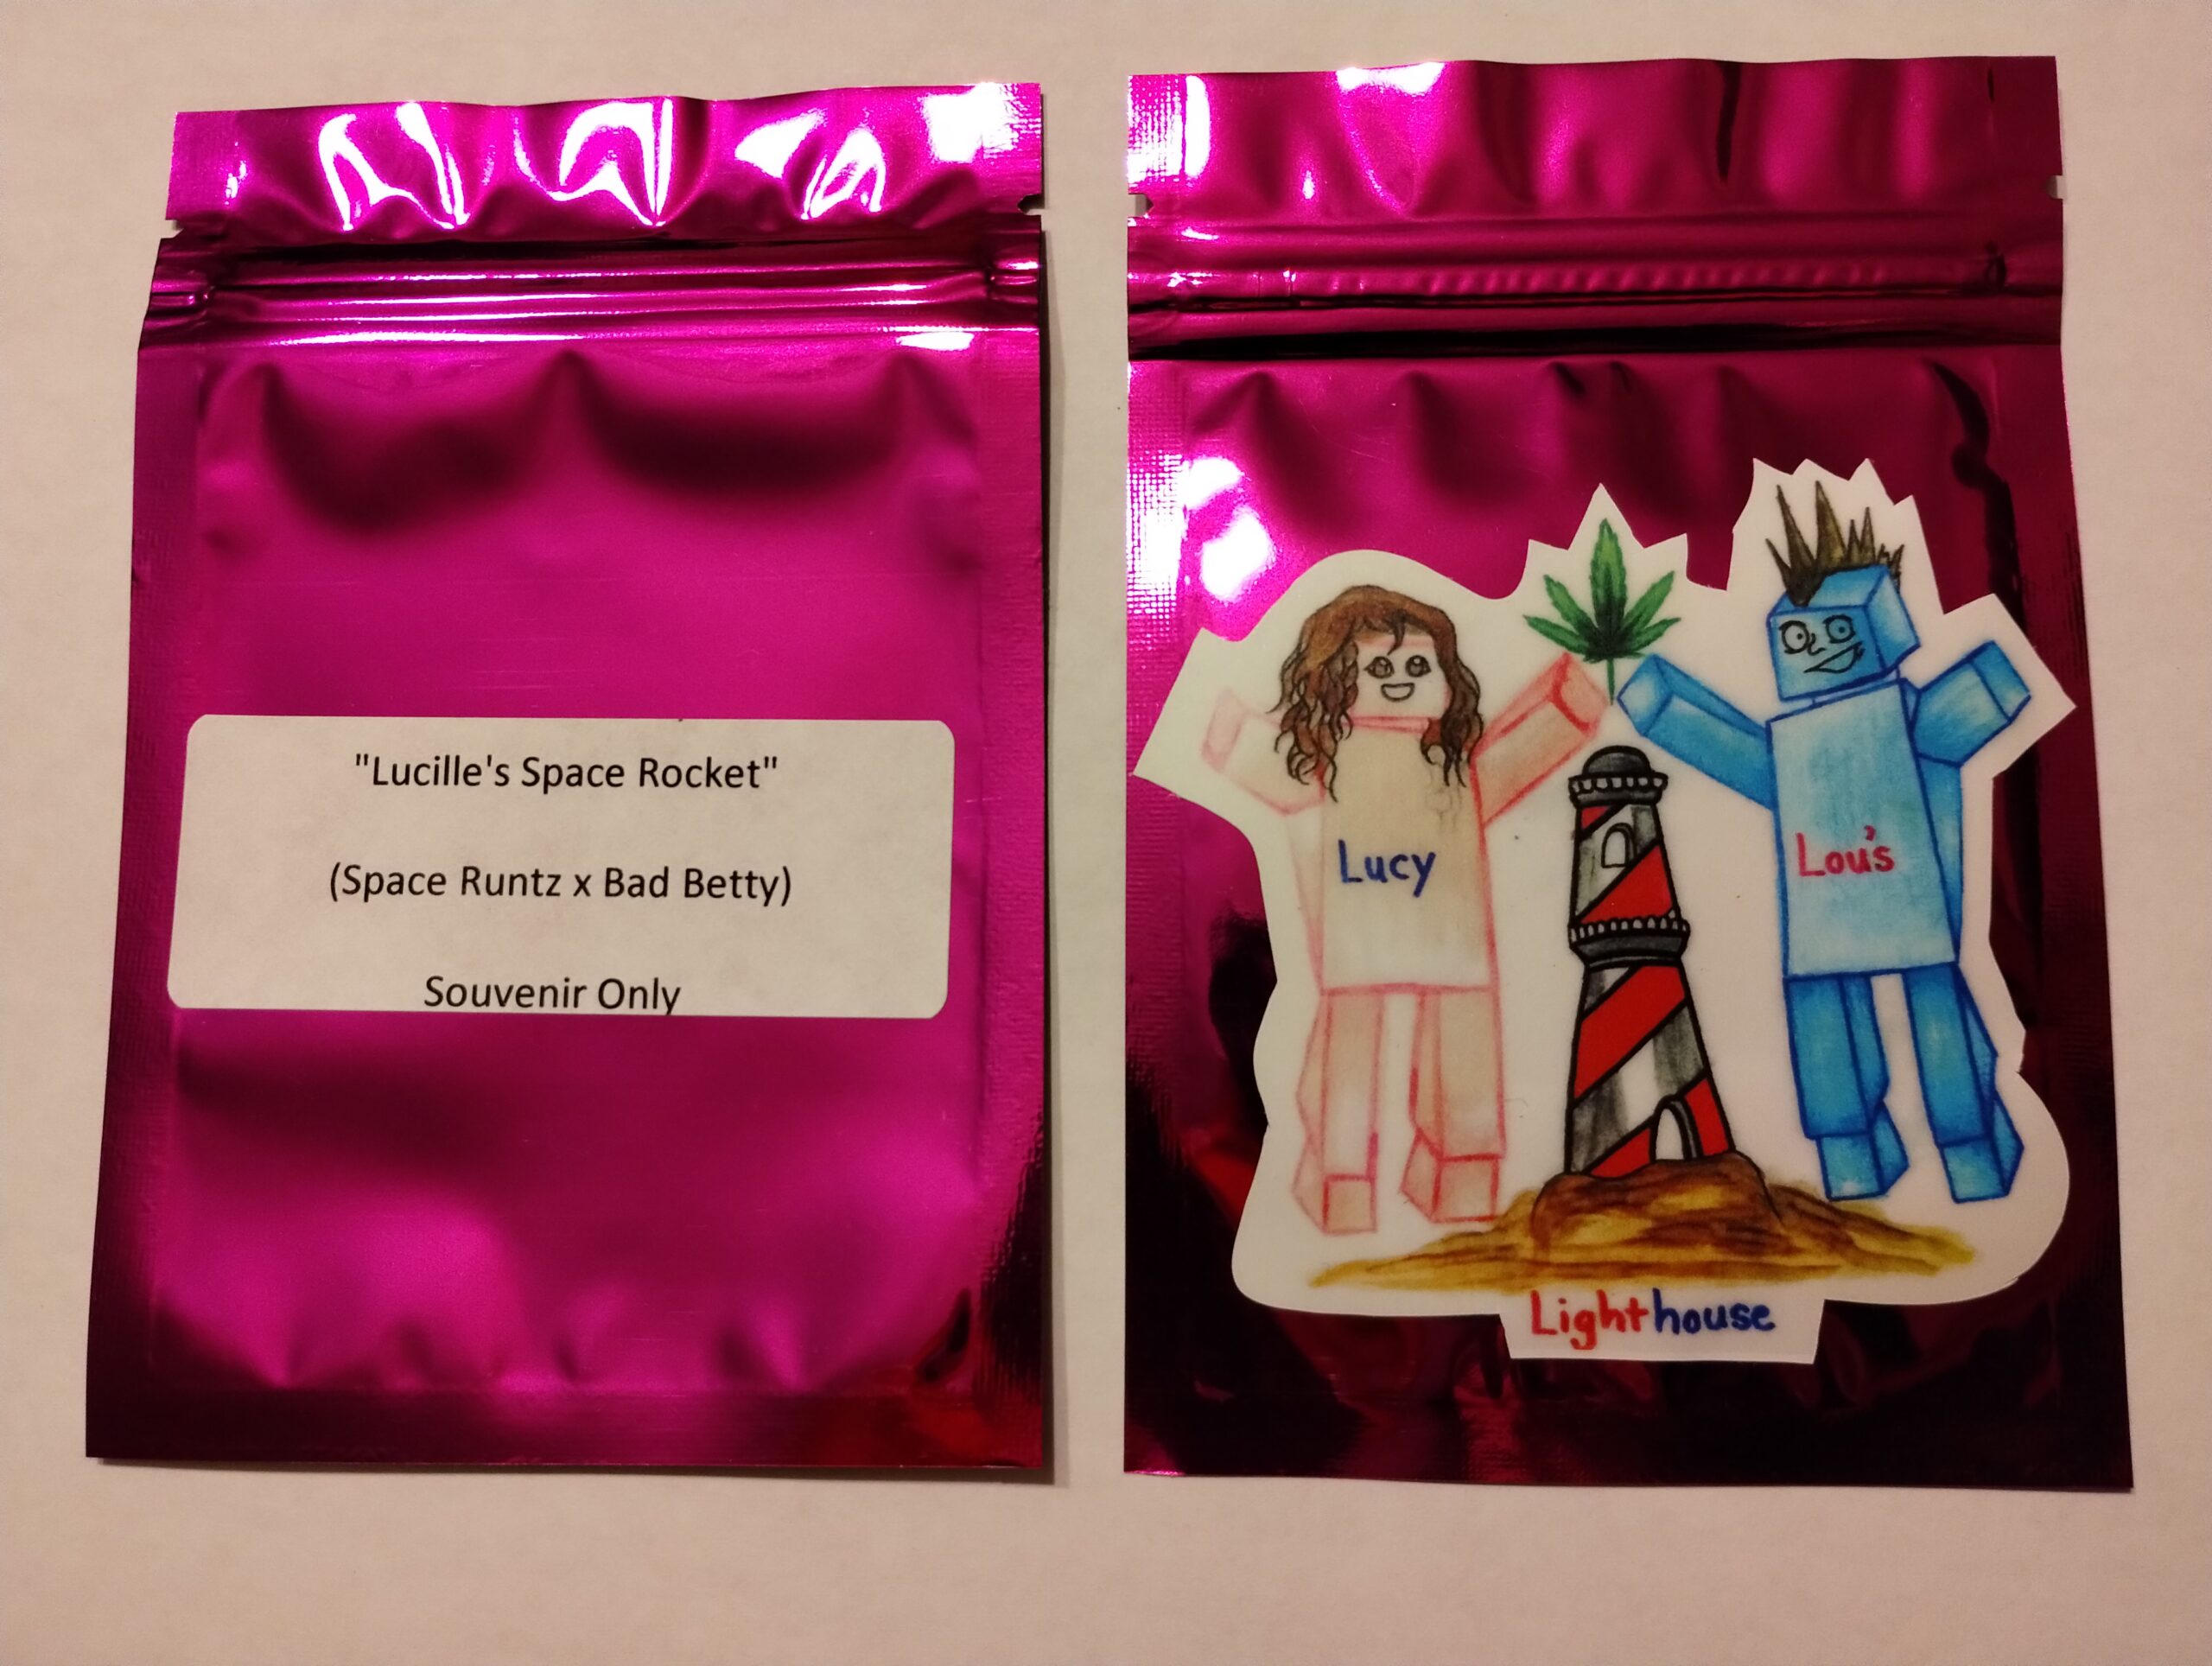 "Lucille's Space Rocket"
(Space Runtz x Bad Betty)
Souvenir Only
Lucy
Lou's
Lighthouse